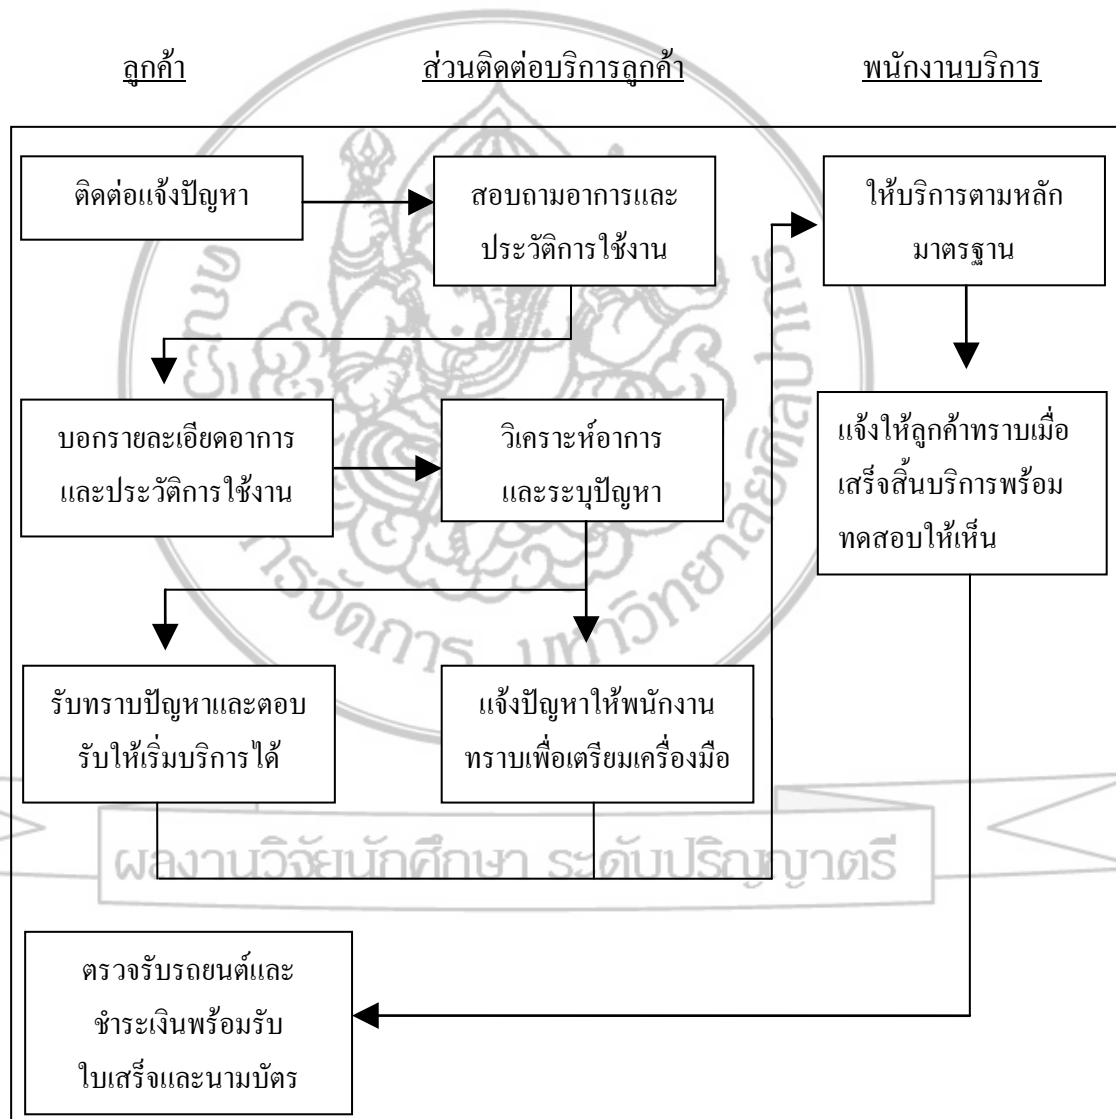 ลูกค้า
ส่วนติดต่อบริการลูกค้า
พนักงานบริการ
ติดต่อแจ้งปัญหา
สอบถามอาการและ
ประวัติการใช้งาน
ให้บริการตามหลัก
มาตรฐาน
บอกรายละเอียดอาการ
และประวัติการใช้งาน
วิเคราะห์อาการ
และระบุปัญหา
แจ้งให้ลูกค้าทราบเมื่อ
เสร็จสิ้นบริการพร้อม
ทดสอบให้เห็น
รับทราบปัญหาและตอบ
รับให้เริ่มบริการได้
แจ้งปัญหาให้พนักงาน
ทราบเพื่อเตรียมเครื่องมือ
ผลงานวิจัยนักศึกษา ระดับปริญญาตรี
ตรวจรับรถยนต์และ
ชำระเงินพร้อมรับ
ใบเสร็จและนามบัตร